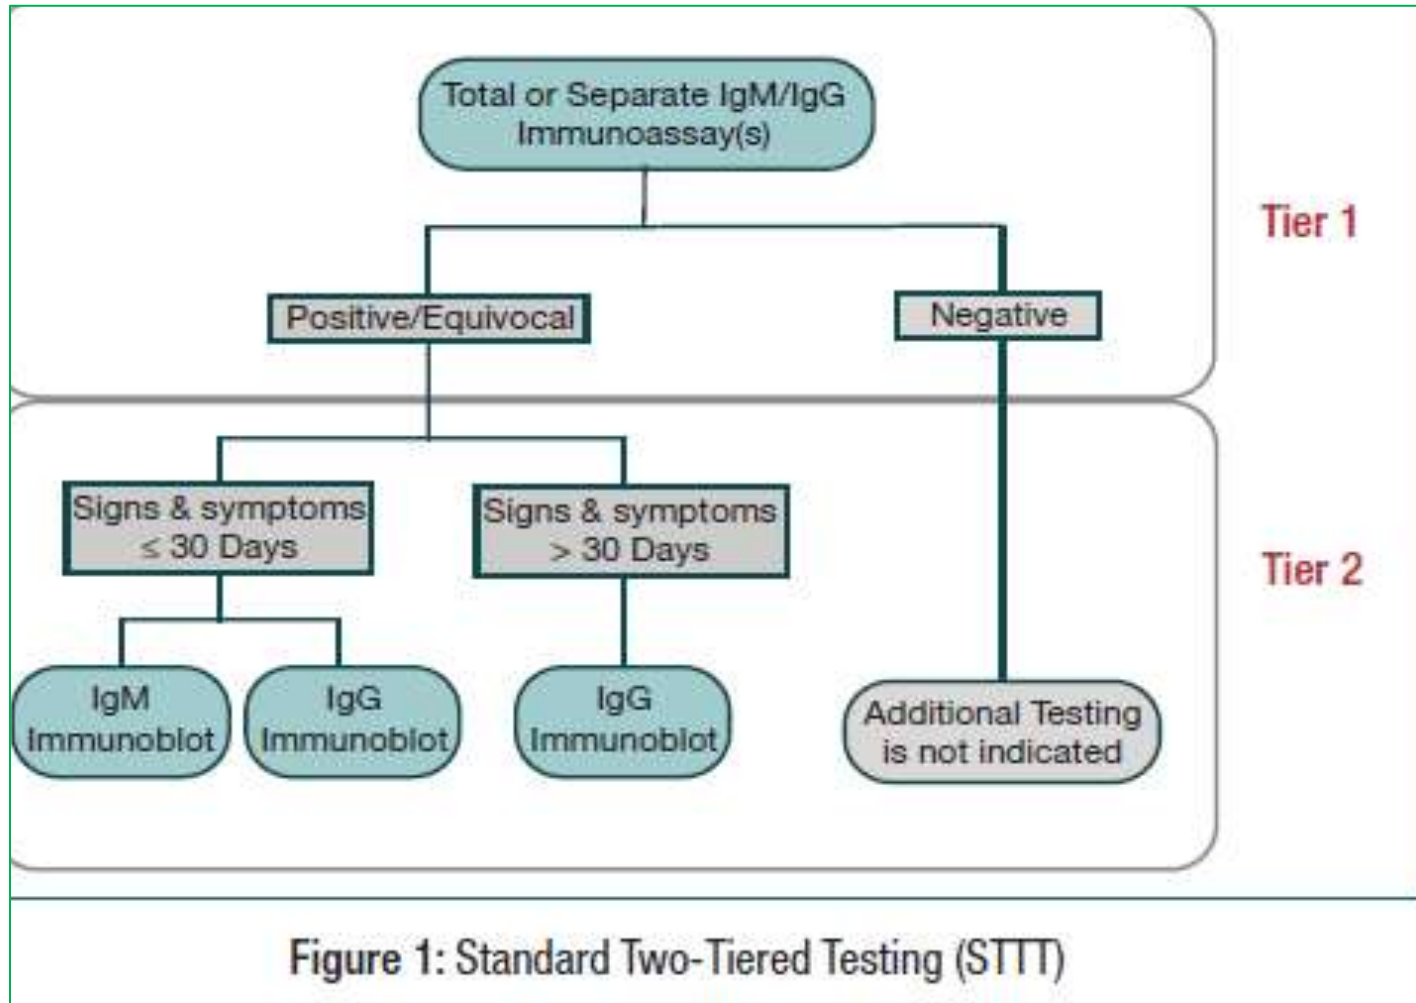 Total or Separate IgM/IgG
Immunoassay(s)
Tier 1
Positive/Equivocal
Negative
Signs & symptoms
≤ 30 Days
Signs & symptoms
> 30 Days
Tier 2
IgM
Immunoblot
IgG
Immunoblot
IgG
Immunoblot
Additional Testing
is not indicated
Figure 1: Standard Two-Tiered Testing (STTT)